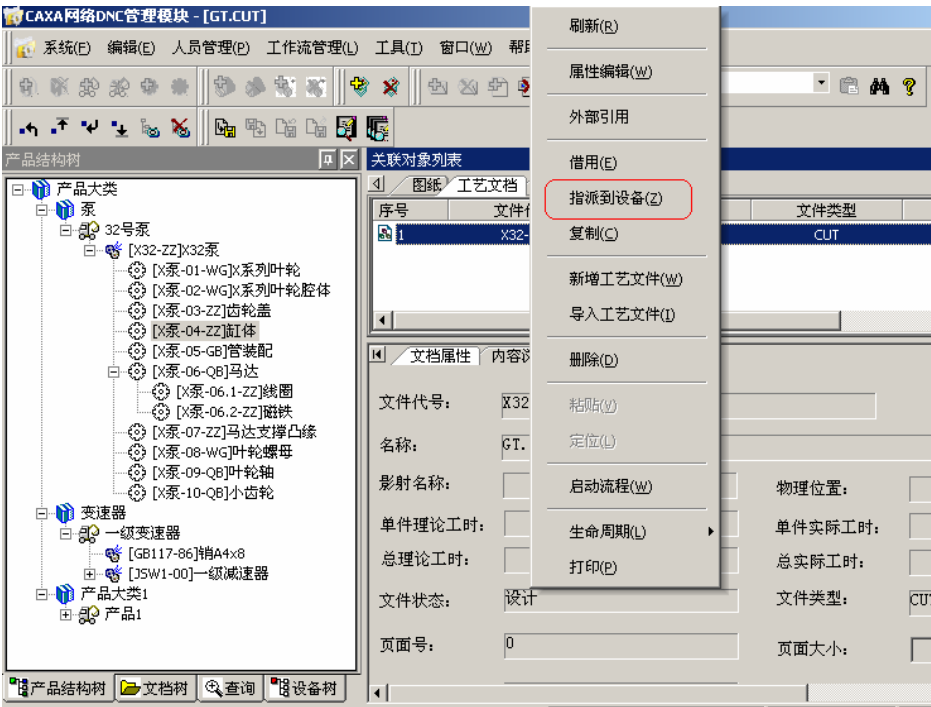 CAXA网络DNC管理模块 - [GT.CUT]
系统(F) 编辑(E) 人员管理(P) 工作流管理(L) 工具(T) 窗口(W)
产品结构树
产品大类
泵
32号泵
[X32-ZZ]X32泵
[X泵-01-WG]X系列叶轮
[X泵-02-WG]X系列叶轮腔体
[X泵-03-ZZ]齿轮盖
[X泵-04-ZZ]缸体
[X泵-05-GB]管装配
[X泵-06-QB]马达
[X泵-06.1-ZZ]线圈
[X泵-06.2-ZZ]磁铁
[X泵-07-ZZ]马达支撑凸缘
[X泵-08-WG]叶轮螺母
[X泵-09-QB]叶轮轴
[X泵-10-QB]小齿轮
变速器
一级变速器
[GB117-86]销A4x8
[JSW1-00]一级减速器
产品大类1
产品1
产品结构树 文档树 查询 设备树
关联对象列表
图纸 工艺文档
序号 文件 文件类型
1 X32- CUT
文档属性 内容
文件代号: X32
名称: GT.
影射名称: 物理位置:
单件理论工时: 单件实际工时:
总理论工时: 总实际工时:
文件状态: 设计 文件类型: CU
页面号: 0 页面大小:
刷新(R)
属性编辑(W)
外部引用
借用(E)
指派到设备(Z)
复制(C)
新增工艺文件(W)
导入工艺文件(I)
删除(D)
粘贴(V)
定位(L)
启动流程(W)
生命周期(L)
打印(P)